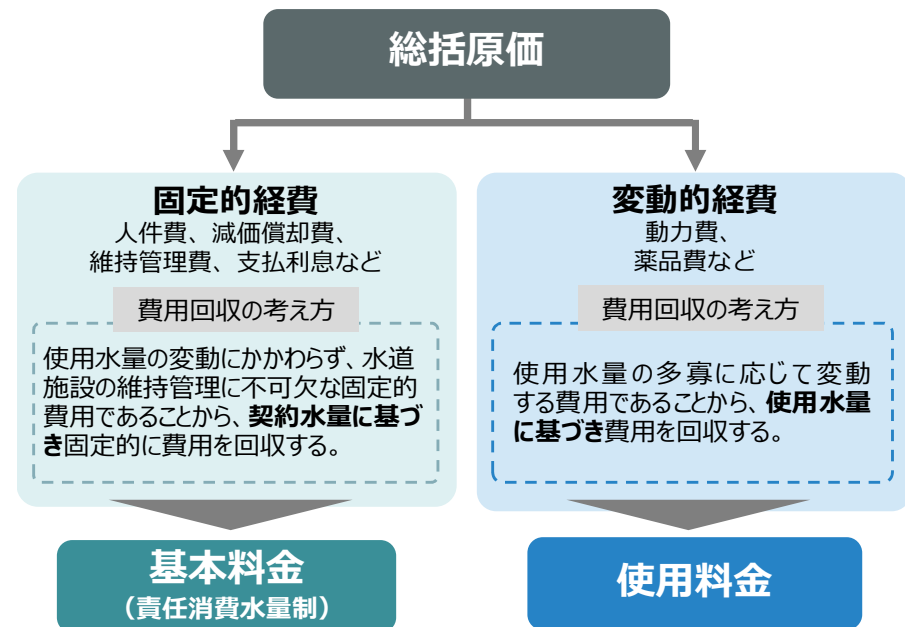 総括原価
固定的経費
人件費、減価償却費、
維持管理費、支払利息など
費用回収の考え方
使用水量の変動にかかわらず、水道
施設の維持管理に不可欠な固定的
費用であることから、契約水量に基づ
き固定的に費用を回収する。
基本料金
（責任消費水量制）
変動的経費
動力費、
薬品費など
費用回収の考え方
使用水量の多寡に応じて変動
する費用であることから、使用水量
に基づき費用を回収する。
使用料金